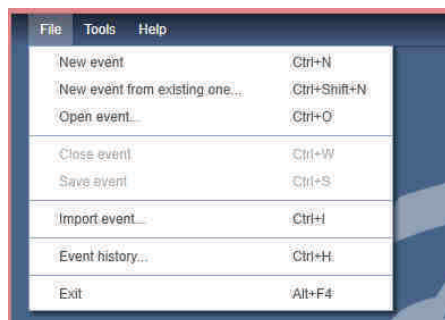 File Tools Help
New event Ctrl+N
New event from existing one... Ctrl+Shift+N
Open event... Ctrl+O
Close event Ctrl+W
Save event Ctrl+S
Import event... Ctrl+I
Event history... Ctrl+H
Exit Alt+F4